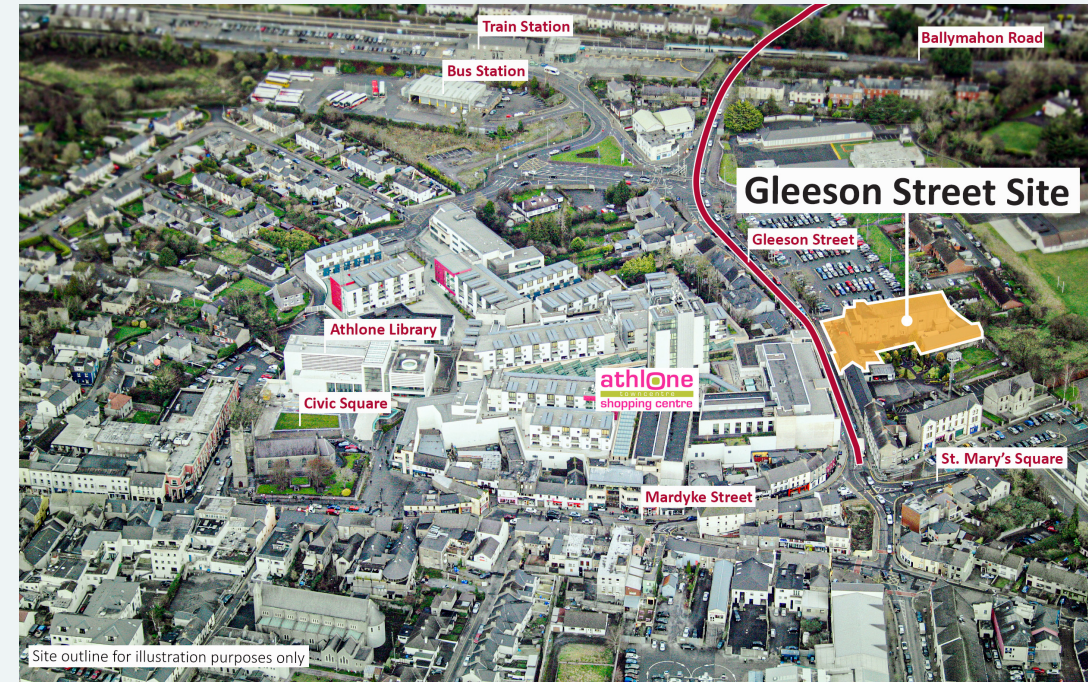 Train Station
Ballymahon Road
Bus Station
Gleeson Street Site
Gleeson Street
Athlone Library
athlone
towncentre
shopping centre
Civic Square
St. Mary's Square
Mardyke Street
Site outline for illustration purposes only